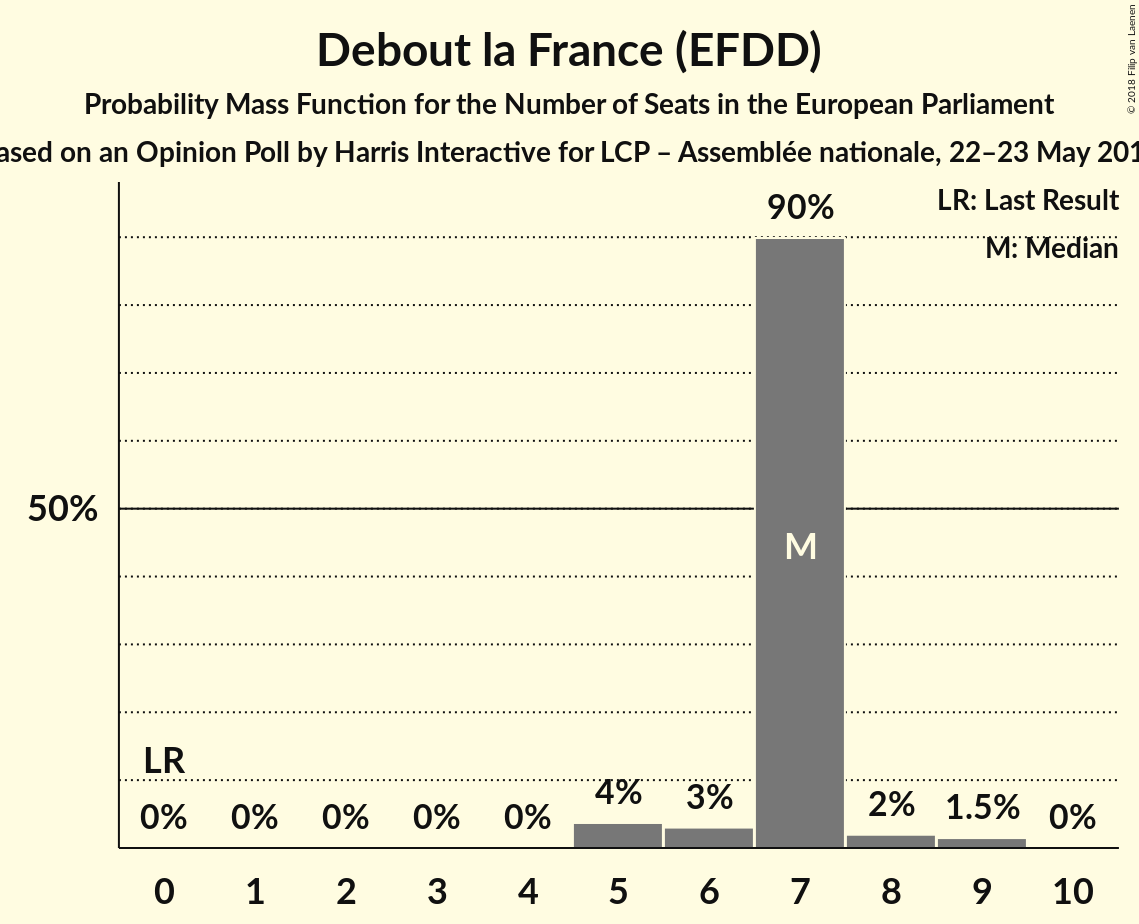 Debout la France (EFDD)
Probability Mass Function for the Number of Seats in the European Parliament
ased on an Opinion Poll by Harris Interactive for LCP – Assemblée nationale, 22–23 May 201
© 2018 Filip van Laenen
LR: Last Result
M: Median
90%
50%
M
LR
0% 0% 0% 0% 0% 4% 3% 2% 1.5% 0%
0 1 2 3 4 5 6 7 8 9 10